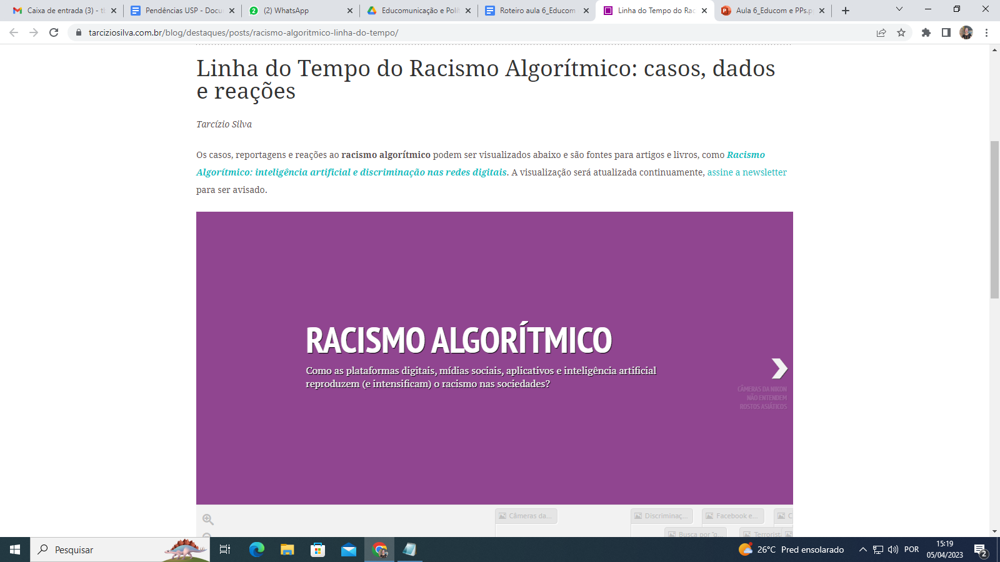 Caixa de entrada (3) - t
Pendências USP - Docu
(2) WhatsApp
Educomunicação e Polí
Roteiro aula 6_Educom
Linha do Tempo do Rac
Aula 6_Educom e PPs.p
tarciziosilva.com.br/blog/destaques/posts/racismo-algoritmico-linha-do-tempo/
Linha do Tempo do Racismo Algorítmico: casos, dados
e reações
Tarcízio Silva
Os casos, reportagens e reações ao racismo algorítmico podem ser visualizados abaixo e são fontes para artigos e livros, como Racismo
Algorítmico: inteligência artificial e discriminação nas redes digitais. A visualização será atualizada continuamente, assine a newsletter
para ser avisado.
RACISMO ALGORÍTMICO
Como as plataformas digitais, mídias sociais, aplicativos e inteligência artificial
reproduzem (e intensificam) o racismo nas sociedades?
CÂMERAS DA NIKON
NÃO ENTENDEM
ROSTOS ASIÁTICOS
Câmeras da...
Discriminaç...
Facebook e...
C
Busca por "g...
Terrorist
Pesquisar
26°C Pred ensolarado
POR
15:19
05/04/2023
2